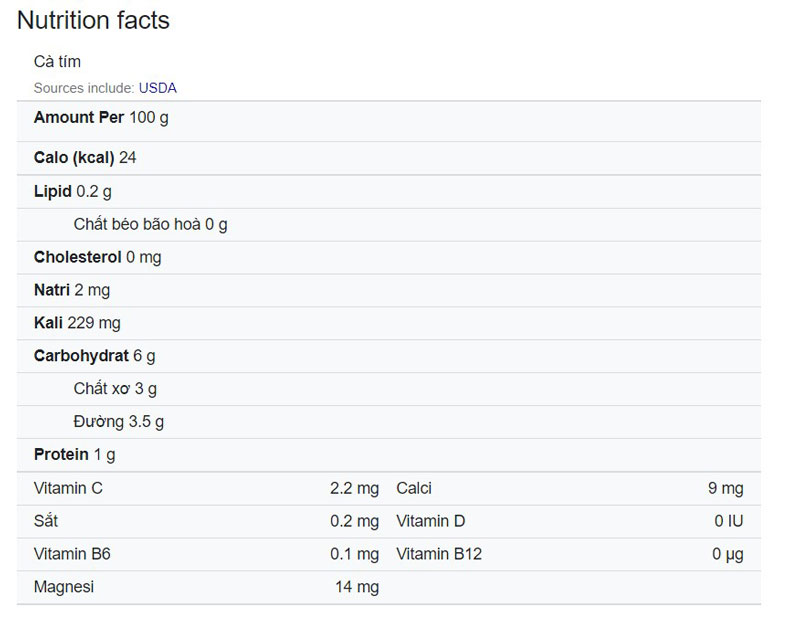 Nutrition facts
Cà tím
Sources include: USDA
Amount Per 100 g
Calo (kcal) 24
Lipid 0.2 g
Chất béo bão hoà 0 g
Cholesterol 0 mg
Natri 2 mg
Kali 229 mg
Carbohydrat 6 g
Chất xơ 3 g
Đường 3.5 g
Protein 1 g
Vitamin C 2.2 mg Calci 9 mg
Sắt 0.2 mg Vitamin D 0 IU
Vitamin B6 0.1 mg Vitamin B12 0 µg
Magnesi 14 mg